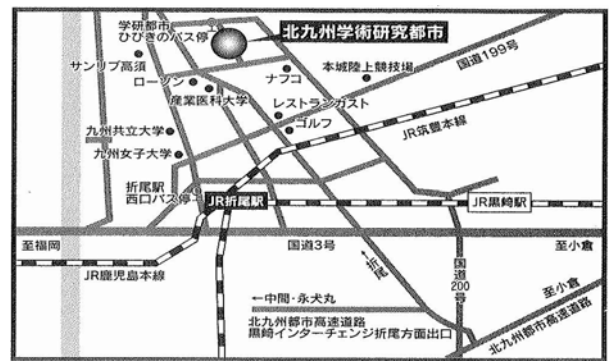 学研都市
ひびきのバス停
北九州学術研究都市
サンリブ高須
ローソン
産業医科大学
ナフコ
本城陸上競技場
国道199号
レストランガスト
ゴルフ
JR筑豊本線
九州共立大学
九州女子大学
折尾駅
西口バス停
JR折尾駅
JR黒崎駅
至福岡
国道3号
至小倉
JR鹿児島本線
←折尾
国道200号
←中間・永犬丸
北九州都市高速道路
黒崎インターチェンジ折尾方面出口
至小倉
北九州都市高速道路